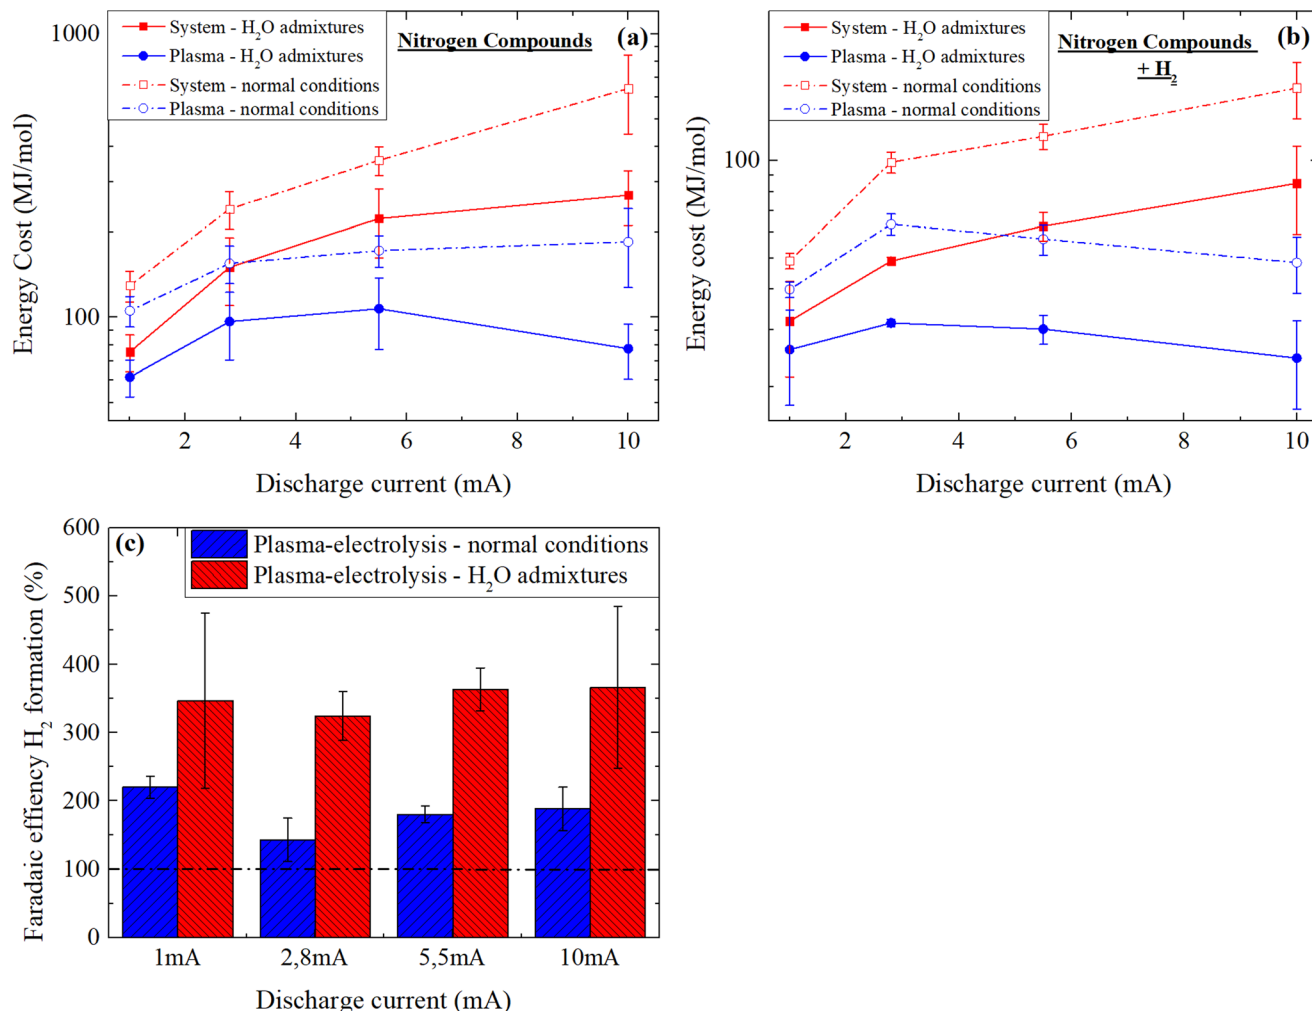 System - H₂O admixtures
Plasma - H₂O admixtures
System - normal conditions
Plasma - normal conditions
Nitrogen Compounds
(a)
1000
100
Energy Cost (MJ/mol)
2
4
6
8
10
Discharge current (mA)
System - H₂O admixtures
Plasma - H₂O admixtures
System - normal conditions
Plasma - normal conditions
Nitrogen Compounds
+ H₂
(b)
100
Energy cost (MJ/mol)
2
4
6
8
10
Discharge current (mA)
(c)
Plasma-electrolysis - normal conditions
Plasma-electrolysis - H₂O admixtures
600
500
400
300
200
100
0
Faradaic effiency H₂ formation (%)
1mA
2,8mA
5,5mA
10mA
Discharge current (mA)